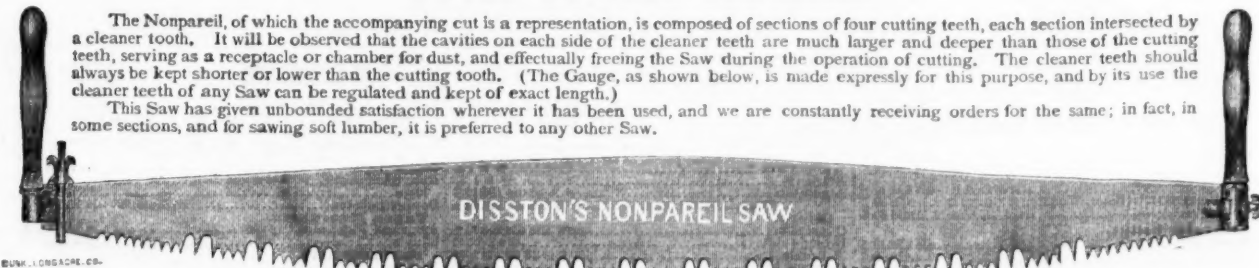 The Nonpareil, of which the accompanying cut is a representation, is composed of sections of four cutting teeth, each section intersected by
a cleaner tooth. It will be observed that the cavities on each side of the cleaner teeth are much larger and deeper than those of the cutting
teeth, serving as a receptacle or chamber for dust, and effectually freeing the Saw during the operation of cutting. The cleaner teeth should
always be kept shorter or lower than the cutting tooth. (The Gauge, as shown below, is made expressly for this purpose, and by its use the
cleaner teeth of any Saw can be regulated and kept of exact length.)
This Saw has given unbounded satisfaction wherever it has been used, and we are constantly receiving orders for the same; in fact, in
some sections, and for sawing soft lumber, it is preferred to any other Saw.
DISSTON'S NONPAREIL SAW
LONGACRE. CO.